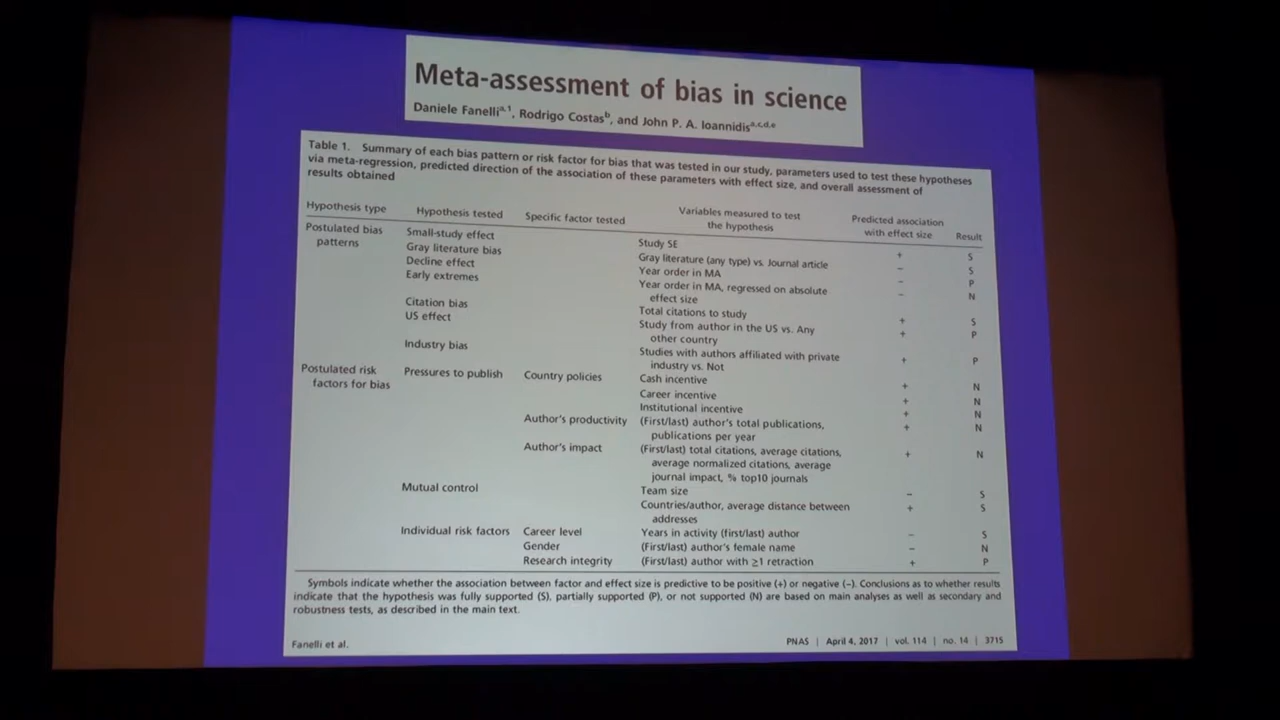 Meta-assessment of bias in science
Daniele Fanelli a,1, Rodrigo Costas b, and John P. A. Ioannidis a,c,d,e
Table 1. Summary of each bias pattern or risk factor for bias that was tested in our study, parameters used to test these hypotheses
via meta-regression, predicted direction of the association of these parameters with effect size, and overall assessment of
results obtained
Hypothesis type Hypothesis tested Specific factor tested Variables measured to test the hypothesis Predicted association with effect size Result
Postulated bias patterns Small-study effect Study SE + S
Gray literature bias Gray literature (any type) vs. Journal article − S
Decline effect Year order in MA − P
Early extremes Year order in MA, regressed on absolute − N
effect size
Citation bias Total citations to study + S
US effect Study from author in the US vs. Any + P
other country
Industry bias Studies with authors affiliated with private + P
industry vs. Not
Postulated risk factors for bias Pressures to publish Country policies Cash incentive + N
Career incentive + N
Institutional incentive + N
Author's productivity (First/last) author's total publications, + N
publications per year
Author's impact (First/last) total citations, average citations, + N
average normalized citations, average
journal impact, % top10 journals
Mutual control Team size − S
Countries/author, average distance between + S
addresses
Individual risk factors Career level Years in activity (first/last) author − S
Gender (First/last) author's female name − N
Research integrity (First/last) author with ≥1 retraction + P
Symbols indicate whether the association between factor and effect size is predictive to be positive (+) or negative (−). Conclusions as to whether results
indicate that the hypothesis was fully supported (S), partially supported (P), or not supported (N) are based on main analyses as well as secondary and
robustness tests, as described in the main text.
Fanelli et al. PNAS | April 4, 2017 | vol. 114 | no. 14 | 3715